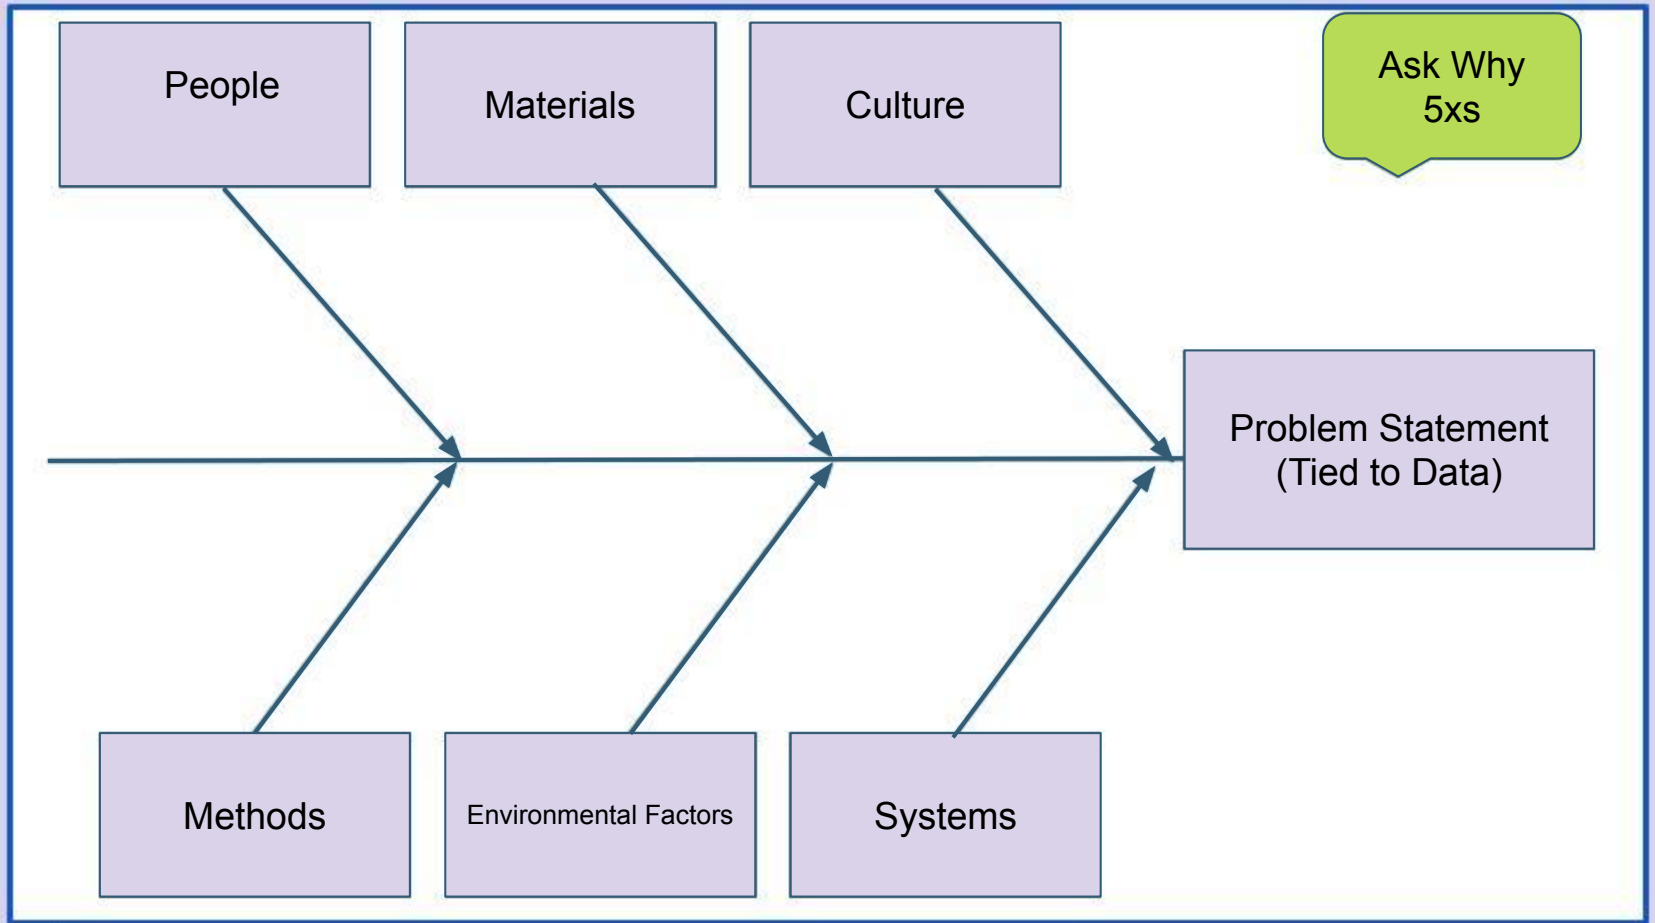 People
Materials
Culture
Ask Why
5xs
Problem Statement
(Tied to Data)
Methods
Environmental Factors
Systems